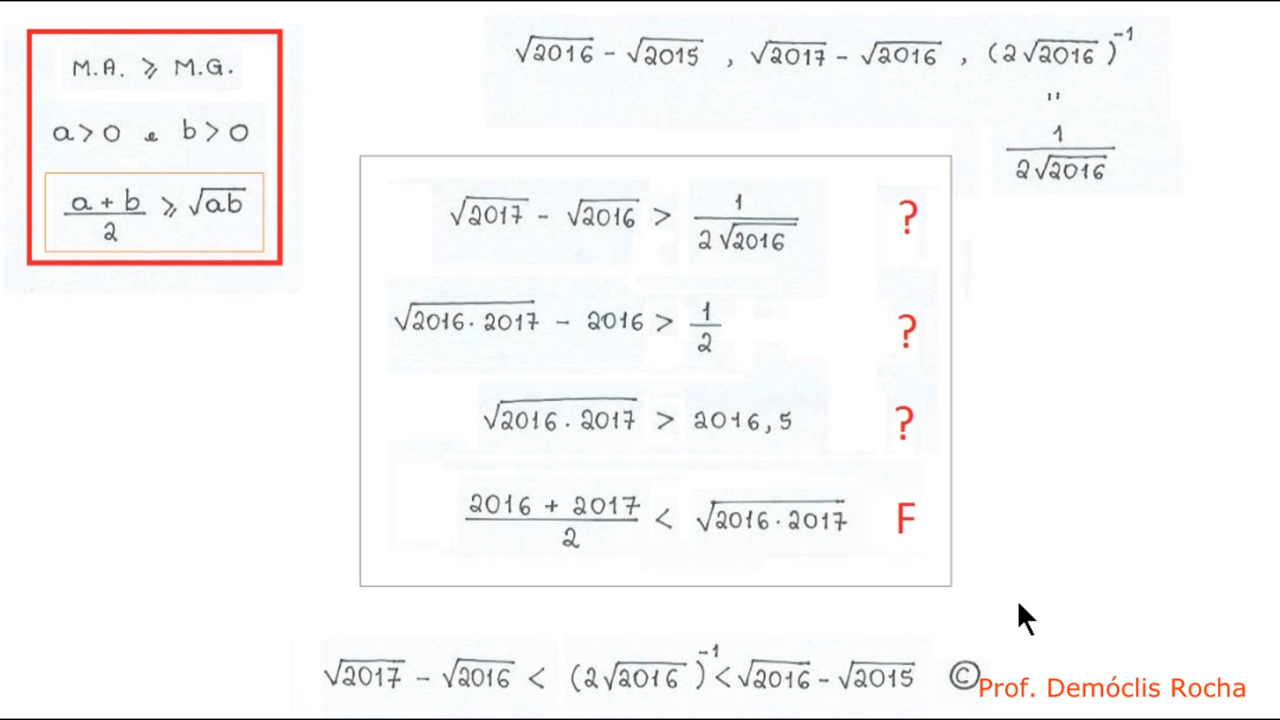 M.A. ⩾ M.G.
a > 0 e b > 0
(a + b)/2 ⩾ √(ab)
√2016 − √2015 , √2017 − √2016 , (2√2016)⁻¹
"
1/(2√2016)
√2017 − √2016 > 1/(2√2016) ?
√(2016·2017) − 2016 > 1/2 ?
√(2016.2017) > 2016,5 ?
(2016 + 2017)/2 < √(2016·2017) F
√2017 − √2016 < (2√2016)⁻¹ < √2016 − √2015
© Prof. Demóclis Rocha